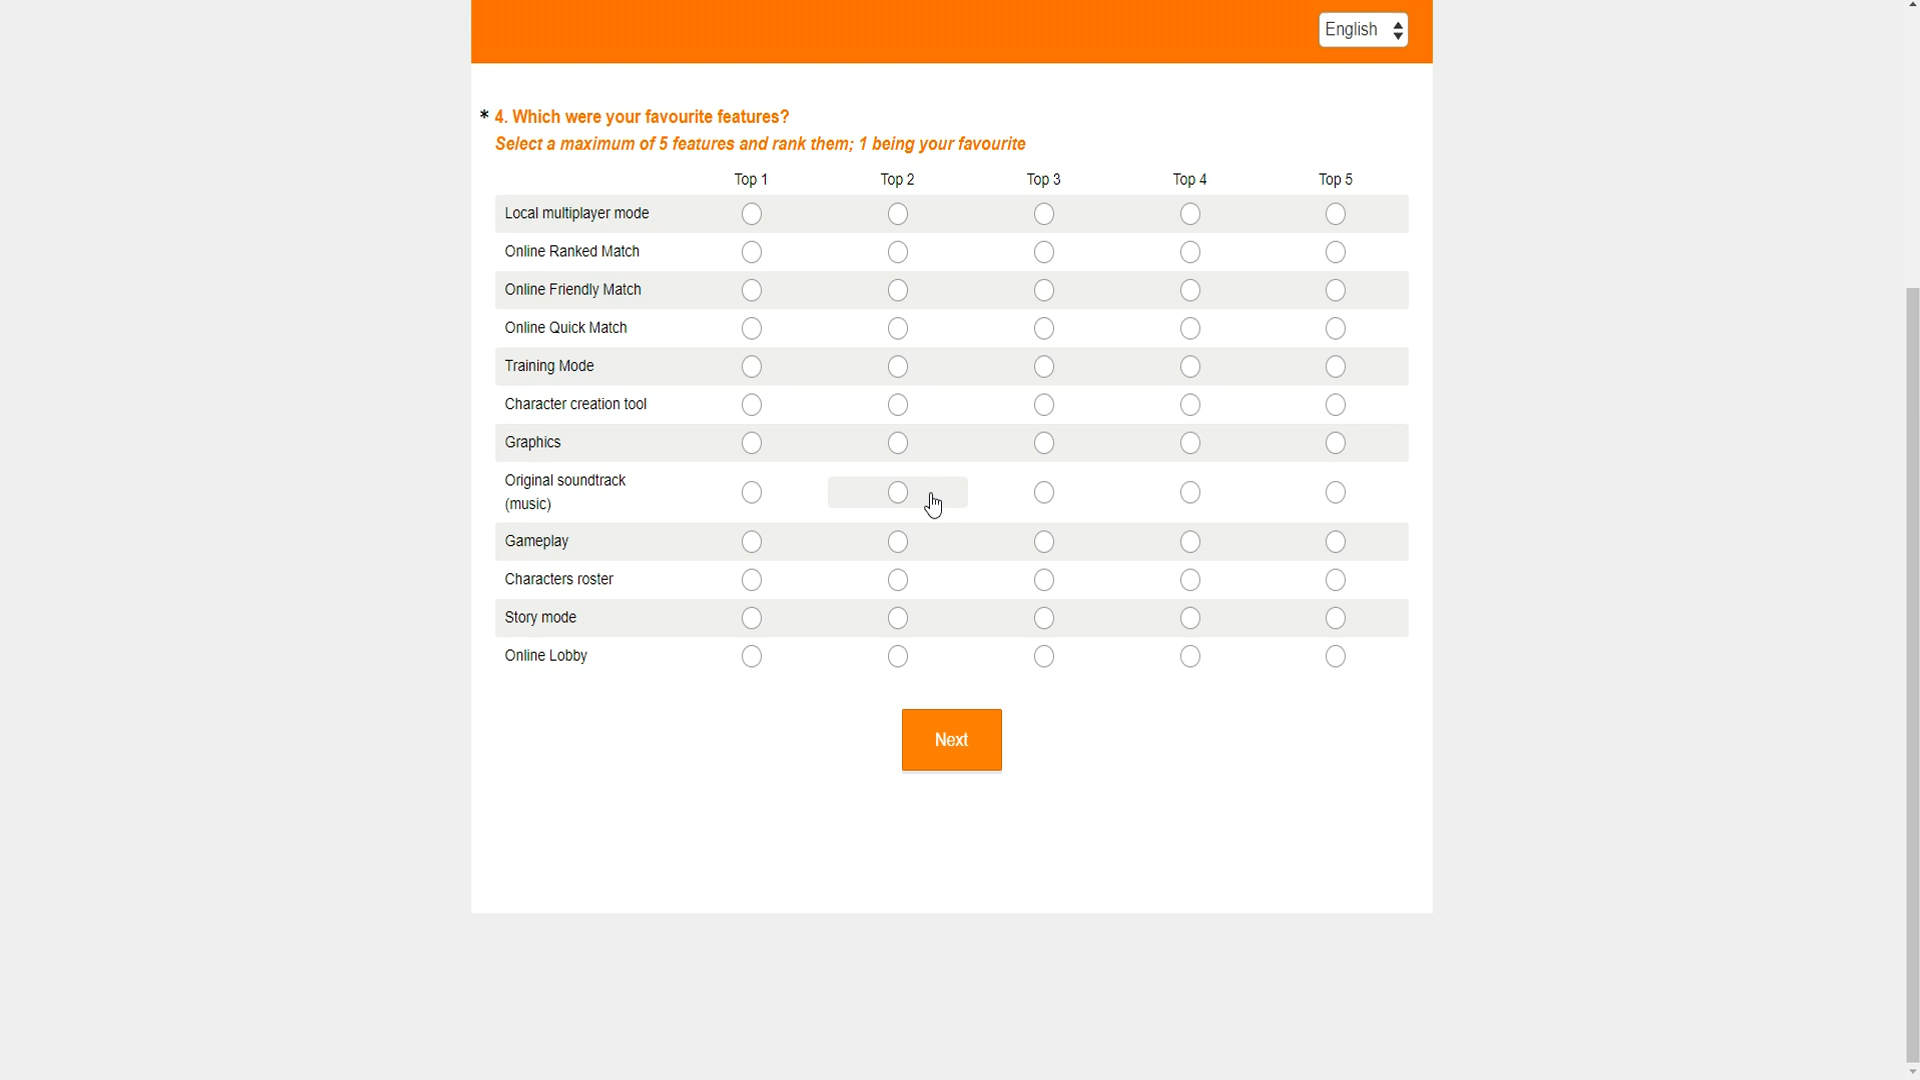 English
* 4. Which were your favourite features?
Select a maximum of 5 features and rank them; 1 being your favourite
Top 1 Top 2 Top 3 Top 4 Top 5
Local multiplayer mode
Online Ranked Match
Online Friendly Match
Online Quick Match
Training Mode
Character creation tool
Graphics
Original soundtrack
(music)
Gameplay
Characters roster
Story mode
Online Lobby
Next